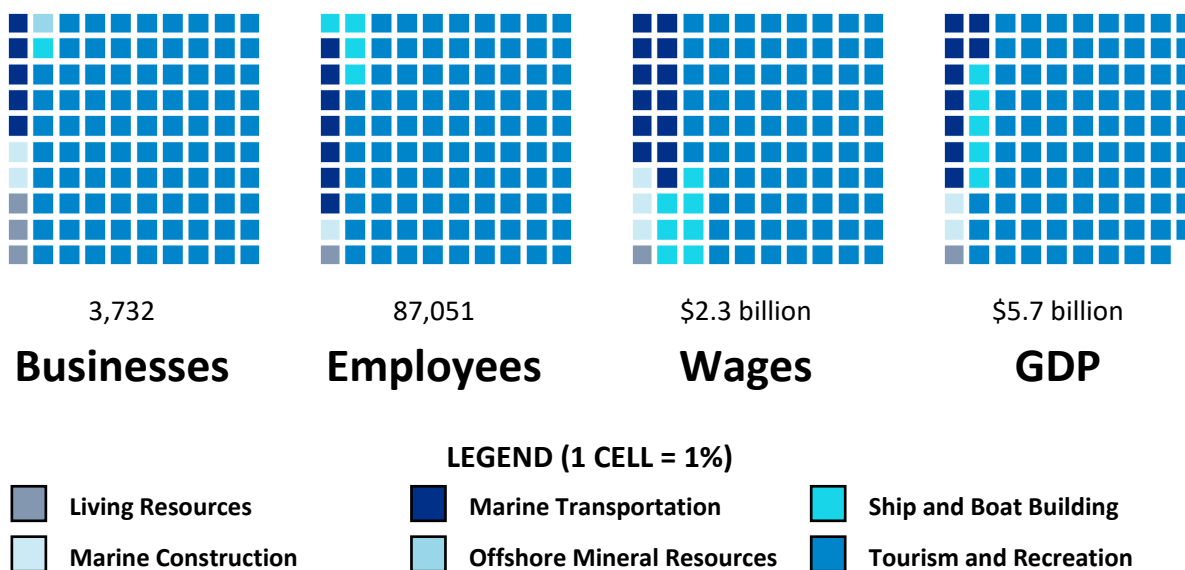 3,732 87,051 $2.3 billion $5.7 billion
Businesses Employees Wages GDP
LEGEND (1 CELL = 1%)
Living Resources Marine Transportation Ship and Boat Building
Marine Construction Offshore Mineral Resources Tourism and Recreation